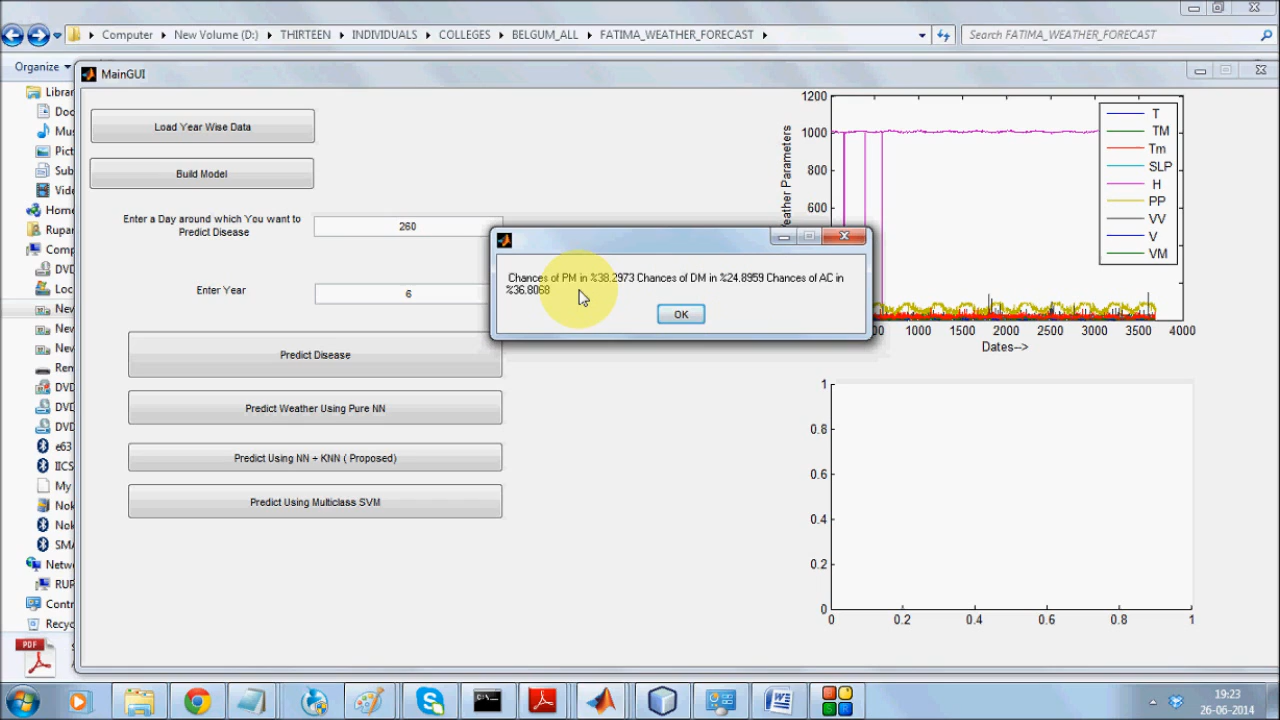 Computer ▸ New Volume (D:) ▸ THIRTEEN ▸ INDIVIDUALS ▸ COLLEGES ▸ BELGUM_ALL ▸ FATIMA_WEATHER_FORECAST ▸
Search FATIMA_WEATHER_FORECAST
Organize
MainGUI
Librar
Doc
Mus
Pict
Sub
Vide
Home
Rupar
Comp
DVD
Loc
New
New
New
Rem
DVD
DVD
DVD
e63
IICS
My
Nok
Nok
SMA
Netwo
RUP
Contr
Recyc
PDF
Load Year Wise Data
Build Model
Enter a Day around which You want to
Predict Disease
260
Enter Year
6
Predict Disease
Predict Weather Using Pure NN
Predict Using NN + KNN ( Proposed)
Predict Using Multiclass SVM
Chances of PM in %38.2973 Chances of DM in %24.8959 Chances of AC in
%36.8068
OK
1200
1000
800
600
eather Parameters
T
TM
Tm
SLP
H
PP
VV
V
VM
00 1000 1500 2000 2500 3000 3500 4000
Dates-->
1
0.8
0.6
0.4
0.2
0
0 0.2 0.4 0.6 0.8 1
19:23
26-06-2014